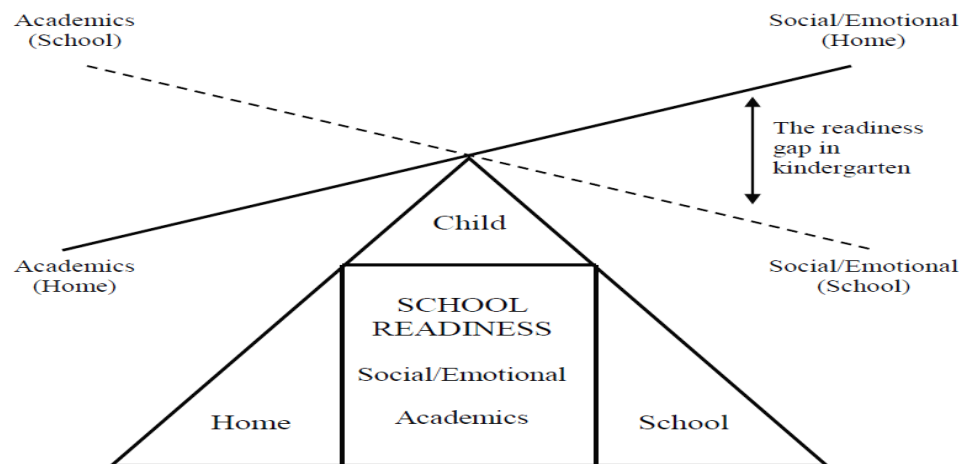 Academics
(School)
Social/Emotional
(Home)
The readiness
gap in
kindergarten
Child
Academics
(Home)
Social/Emotional
(School)
SCHOOL
READINESS
Social/Emotional
Academics
Home
School